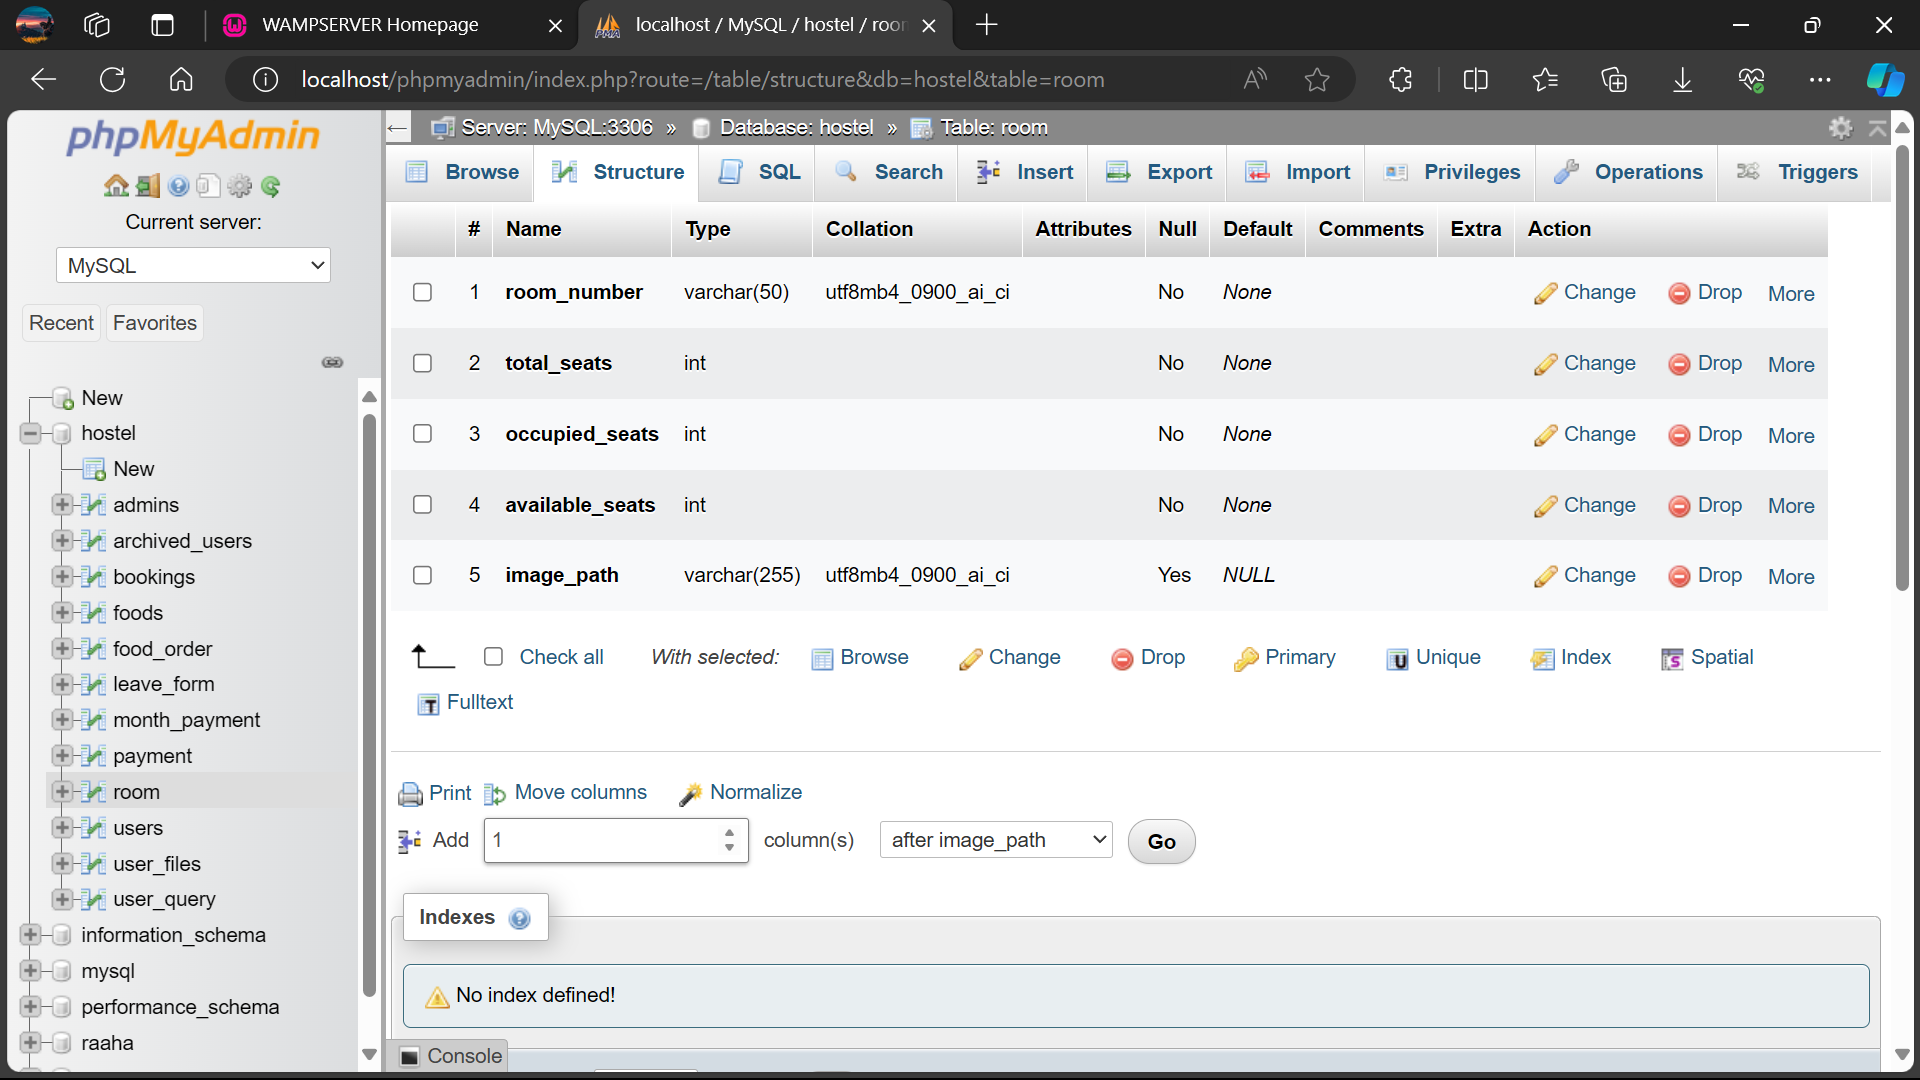 WAMPSERVER Homepage
localhost / MySQL / hostel / room
localhost/phpmyadmin/index.php?route=/table/structure&db=hostel&table=room
phpMyAdmin
Current server:
MySQL
Recent Favorites
New
hostel
New
admins
archived_users
bookings
foods
food_order
leave_form
month_payment
payment
room
users
user_files
user_query
information_schema
mysql
performance_schema
raaha
Server: MySQL:3306 » Database: hostel » Table: room
Browse Structure SQL Search Insert Export Import Privileges Operations Triggers
# Name Type Collation Attributes Null Default Comments Extra Action
1 room_number varchar(50) utf8mb4_0900_ai_ci No None Change Drop More
2 total_seats int No None Change Drop More
3 occupied_seats int No None Change Drop More
4 available_seats int No None Change Drop More
5 image_path varchar(255) utf8mb4_0900_ai_ci Yes NULL Change Drop More
Check all With selected: Browse Change Drop Primary Unique Index Spatial
Fulltext
Print Move columns Normalize
Add 1 column(s) after image_path Go
Indexes
No index defined!
Console